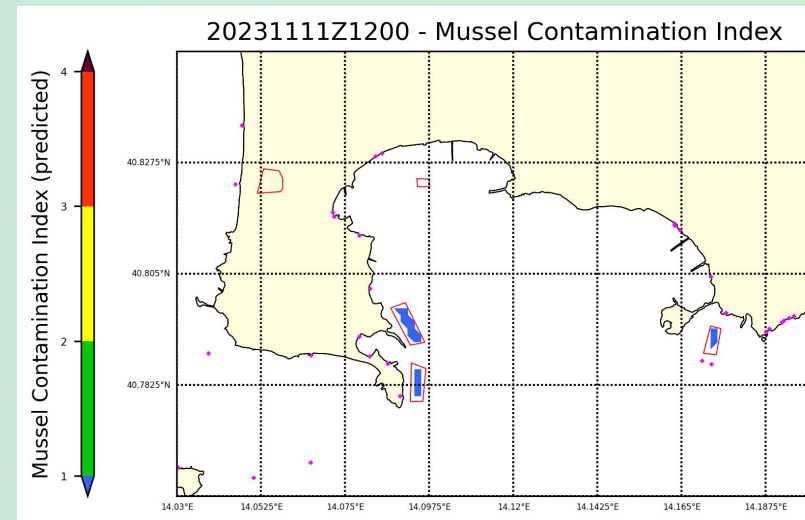 20231111Z1200 - Mussel Contamination Index
Mussel Contamination Index (predicted)
4
3
2
1
40.8275°N
40.805°N
40.7825°N
14.03°E 14.0525°E 14.075°E 14.0975°E 14.12°E 14.1425°E 14.165°E 14.1875°E